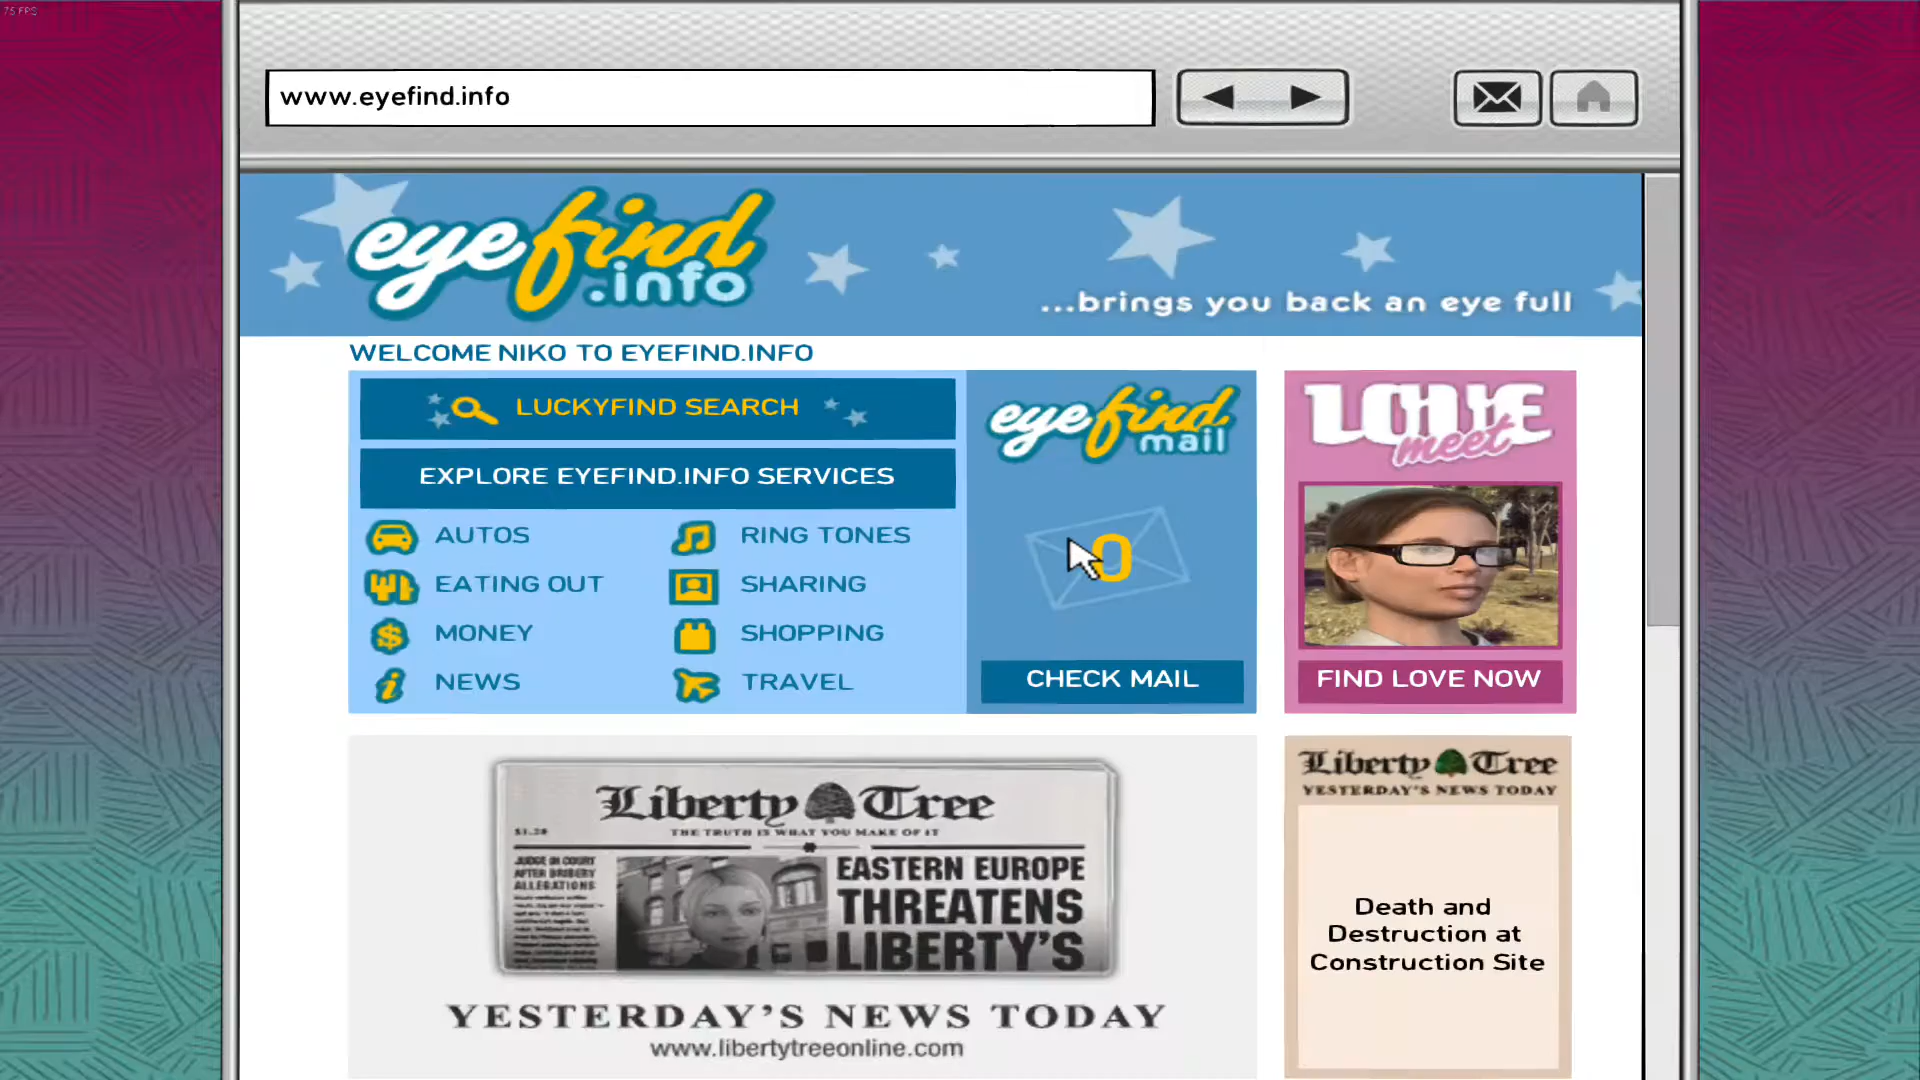 75 FPS
www.eyefind.info
eyefind
.info
...brings you back an eye full
WELCOME NIKO TO EYEFIND.INFO
LUCKYFIND SEARCH
EXPLORE EYEFIND.INFO SERVICES
AUTOS
RING TONES
EATING OUT
SHARING
MONEY
SHOPPING
NEWS
TRAVEL
eyefind
mail
0
CHECK MAIL
LOVE
meet
FIND LOVE NOW
Liberty Tree
$1.20
THE TRUTH IS WHAT YOU MAKE OF IT
JUDGE IN COURT
AFTER BRIBERY
ALLEGATIONS
EASTERN EUROPE
THREATENS
LIBERTY'S
YESTERDAY'S NEWS TODAY
www.libertytreeonline.com
Liberty Tree
YESTERDAY'S NEWS TODAY
Death and
Destruction at
Construction Site